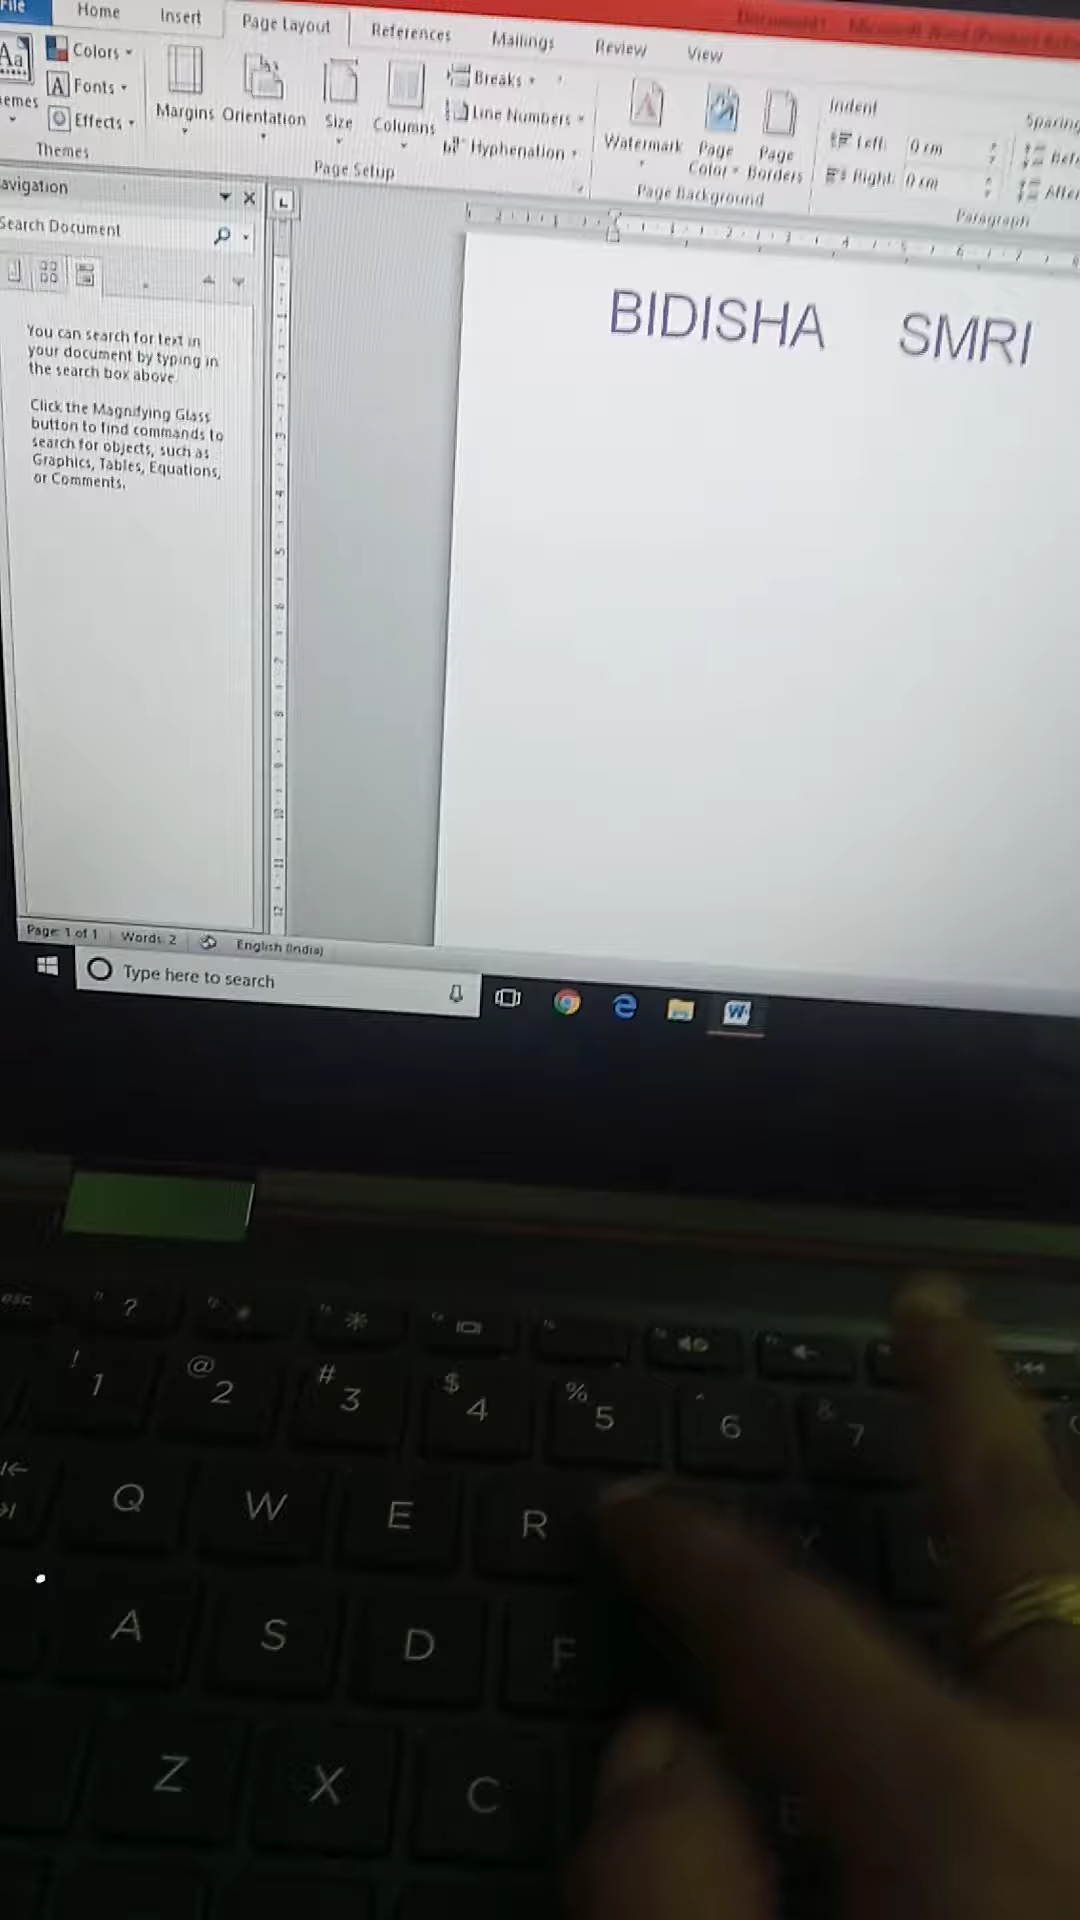 File Home Insert Page Layout References Mailings Review View
Document1 - Microsoft Word
Aa Colors
Fonts
Effects
Themes
Margins Orientation Size Columns
Breaks
Line Numbers
Hyphenation
Page Setup
Watermark Page Color Page Borders
Page Background
Indent
Left: 0 cm
Right: 0 cm
Spacing
Paragraph
Search Document
You can search for text in
your document by typing in
the search box above.
Click the Magnifying Glass
button to find commands to
search for objects, such as
Graphics, Tables, Equations,
or Comments.
BIDISHA SMRI
Page: 1 of 1 Words: 2 English (India)
Type here to search
esc ?
! 1 @ 2 # 3 $ 4 % 5 ^ 6 & 7
Q W E R
A S D F
Z X C